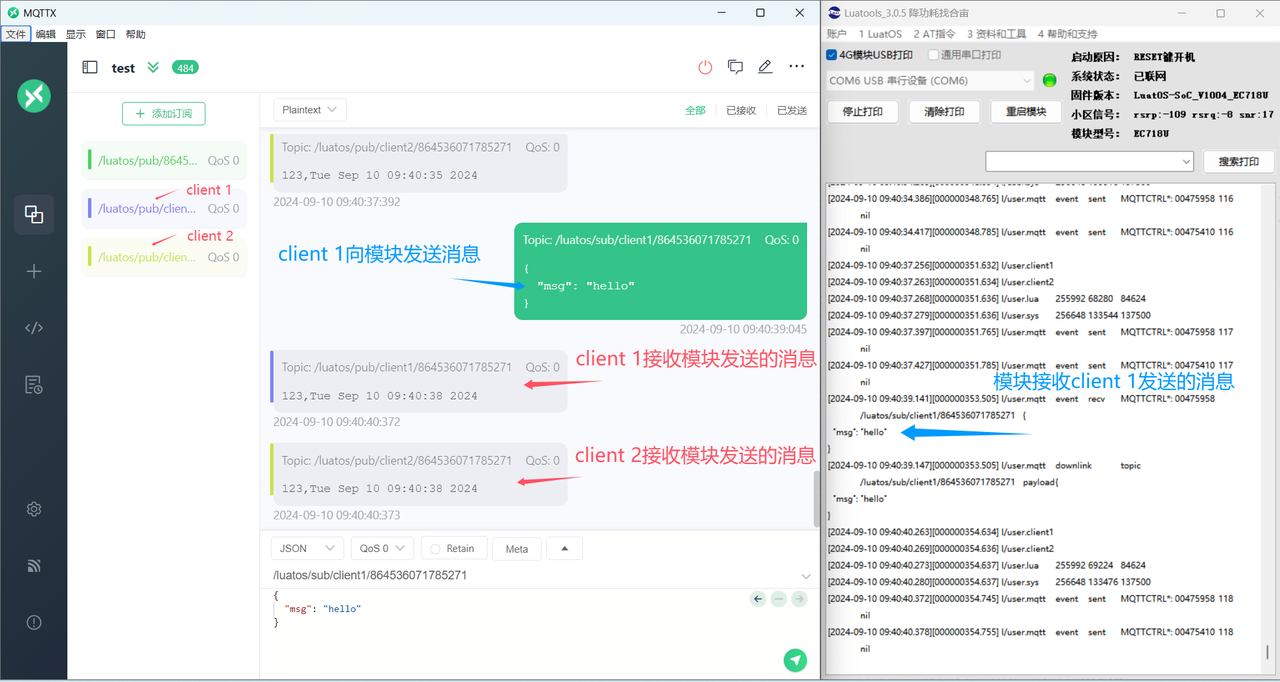 MQTTX
文件 编辑 显示 窗口 帮助
test 484
添加订阅
/luatos/pub/8645... QoS 0
client 1
/luatos/pub/clien... QoS 0
client 2
/luatos/pub/clien... QoS 0
Plaintext
全部 已接收 已发送
Topic: /luatos/pub/client2/864536071785271 QoS: 0
123,Tue Sep 10 09:40:35 2024
2024-09-10 09:40:37:392
client 1向模块发送消息
Topic: /luatos/sub/client1/864536071785271 QoS: 0
{
"msg": "hello"
}
2024-09-10 09:40:39:045
client 1接收模块发送的消息
Topic: /luatos/pub/client1/864536071785271 QoS: 0
123,Tue Sep 10 09:40:38 2024
2024-09-10 09:40:40:372
client 2接收模块发送的消息
Topic: /luatos/pub/client2/864536071785271 QoS: 0
123,Tue Sep 10 09:40:38 2024
2024-09-10 09:40:40:373
JSON QoS 0 Retain Meta
/luatos/sub/client1/864536071785271
{
"msg": "hello"
}
Luatools_3.0.5 降功耗找合宙
账户 1 LuatOS 2 AT指令 3 资料和工具 4 帮助和支持
4G模块USB打印 通用串口打印
COM6 USB 串行设备 (COM6)
停止打印 清除打印 重启模块
启动原因: RESET键开机
系统状态: 已联网
固件版本: LuatOS-SoC_V1004_EC718U
小区信号: rsrp:-109 rsrq:-8 snr:17
模块型号: EC718U
搜索打印
[2024-09-10 09:40:34.386][000000348.785] I/user.mqtt event sent MQTTCTRL*: 00475958 116
nil
[2024-09-10 09:40:34.417][000000348.785] I/user.mqtt event sent MQTTCTRL*: 00475410 116
nil
[2024-09-10 09:40:37.256][000000351.632] I/user.client1
[2024-09-10 09:40:37.263][000000351.634] I/user.client2
[2024-09-10 09:40:37.268][000000351.636] I/user.lua 255992 68280 84624
[2024-09-10 09:40:37.279][000000351.636] I/user.sys 256648 133544 137500
[2024-09-10 09:40:37.397][000000351.765] I/user.mqtt event sent MQTTCTRL*: 00475958 117
nil
[2024-09-10 09:40:37.427][000000351.785] I/user.mqtt event sent MQTTCTRL*: 00475410 117
nil
模块接收client 1发送的消息
[2024-09-10 09:40:39.141][000000353.505] I/user.mqtt event recv MQTTCTRL*: 00475958
/luatos/sub/client1/864536071785271 {
"msg": "hello"
}
[2024-09-10 09:40:39.147][000000353.505] I/user.mqtt downlink topic
/luatos/sub/client1/864536071785271 payload{
"msg": "hello"
}
[2024-09-10 09:40:40.263][000000354.634] I/user.client1
[2024-09-10 09:40:40.269][000000354.636] I/user.client2
[2024-09-10 09:40:40.273][000000354.637] I/user.lua 255992 69224 84624
[2024-09-10 09:40:40.280][000000354.637] I/user.sys 256648 133476 137500
[2024-09-10 09:40:40.372][000000354.745] I/user.mqtt event sent MQTTCTRL*: 00475958 118
nil
[2024-09-10 09:40:40.378][000000354.755] I/user.mqtt event sent MQTTCTRL*: 00475410 118
nil